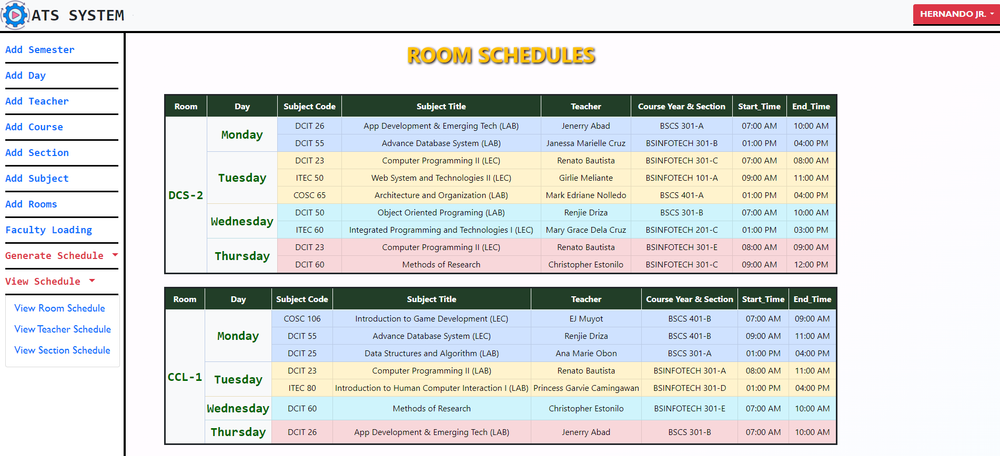 ATS SYSTEM
HERNANDO JR.
Add Semester
Add Day
Add Teacher
Add Course
Add Section
Add Subject
Add Rooms
Faculty Loading
Generate Schedule
View Schedule
View Room Schedule
View Teacher Schedule
View Section Schedule
ROOM SCHEDULES
Room Day Subject Code Subject Title Teacher Course Year & Section Start_Time End_Time
DCS-2
Monday
DCIT 26 App Development & Emerging Tech (LAB) Jenerry Abad BSCS 301-A 07:00 AM 10:00 AM
DCIT 55 Advance Database System (LAB) Janessa Marielle Cruz BSINFOTECH 301-B 01:00 PM 04:00 PM
Tuesday
DCIT 23 Computer Programming II (LEC) Renato Bautista BSINFOTECH 301-C 07:00 AM 08:00 AM
ITEC 50 Web System and Technologies II (LEC) Girlie Meliante BSINFOTECH 101-A 09:00 AM 11:00 AM
COSC 65 Architecture and Organization (LAB) Mark Edriane Nolledo BSCS 401-A 01:00 PM 04:00 PM
Wednesday
DCIT 50 Object Oriented Programing (LAB) Renjie Driza BSCS 301-B 07:00 AM 10:00 AM
ITEC 60 Integrated Programming and Technologies I (LEC) Mary Grace Dela Cruz BSINFOTECH 201-C 01:00 PM 03:00 PM
Thursday
DCIT 23 Computer Programming II (LEC) Renato Bautista BSINFOTECH 301-E 08:00 AM 09:00 AM
DCIT 60 Methods of Research Christopher Estonilo BSINFOTECH 301-C 09:00 AM 12:00 PM
Room Day Subject Code Subject Title Teacher Course Year & Section Start_Time End_Time
CCL-1
Monday
COSC 106 Introduction to Game Development (LEC) EJ Muyot BSCS 401-B 07:00 AM 09:00 AM
DCIT 55 Advance Database System (LEC) Renjie Driza BSCS 401-B 09:00 AM 11:00 AM
DCIT 25 Data Structures and Algorithm (LAB) Ana Marie Obon BSCS 301-A 01:00 PM 04:00 PM
Tuesday
DCIT 23 Computer Programming II (LAB) Renato Bautista BSINFOTECH 301-A 08:00 AM 11:00 AM
ITEC 80 Introduction to Human Computer Interaction I (LAB) Princess Garvie Camingawan BSINFOTECH 301-D 01:00 PM 04:00 PM
Wednesday
DCIT 60 Methods of Research Christopher Estonilo BSINFOTECH 301-E 07:00 AM 10:00 AM
Thursday
DCIT 26 App Development & Emerging Tech (LAB) Jenerry Abad BSCS 301-B 07:00 AM 10:00 AM